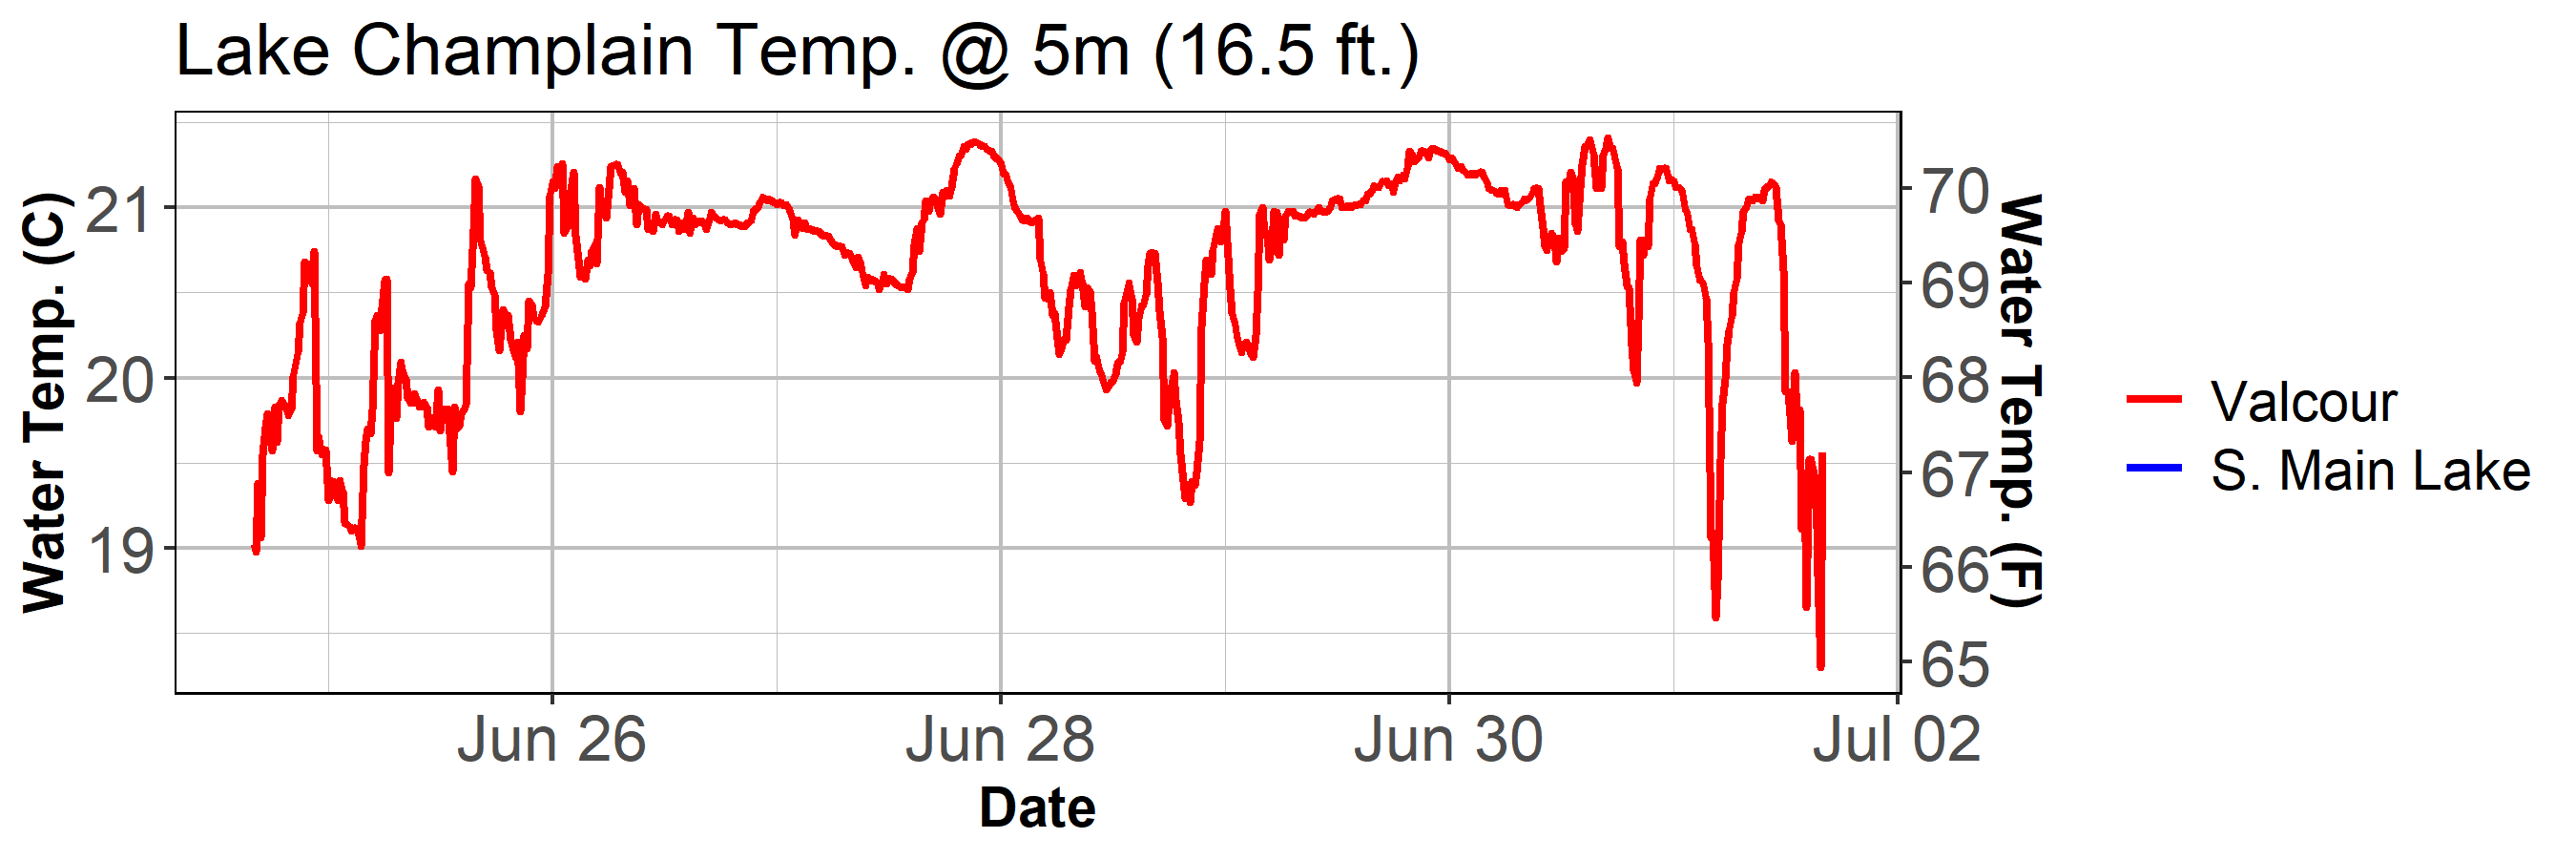 Lake Champlain Temp. @ 5m (16.5 ft.)
Water Temp. (C)
21
20
19
70
69
68
67
66
65
Water Temp. (F)
Valcour
S. Main Lake
Jun 26
Jun 28
Jun 30
Jul 02
Date